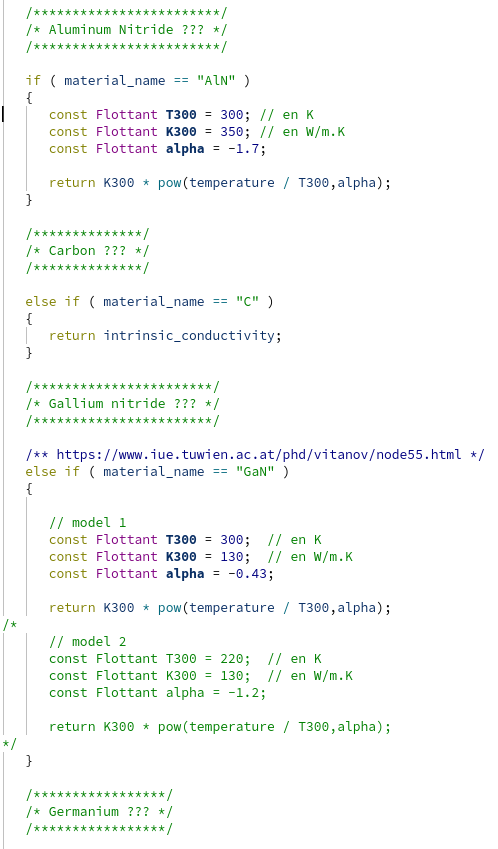 /************************/
/* Aluminum Nitride ??? */
/************************/
if ( material_name == "AlN" )
{
const Flottant T300 = 300; // en K
const Flottant K300 = 350; // en W/m.K
const Flottant alpha = -1.7;
return K300 * pow(temperature / T300,alpha);
}
/**************/
/* Carbon ??? */
/**************/
else if ( material_name == "C" )
{
return intrinsic_conductivity;
}
/***********************/
/* Gallium nitride ??? */
/***********************/
/** https://www.iue.tuwien.ac.at/phd/vitanov/node55.html */
else if ( material_name == "GaN" )
{
// model 1
const Flottant T300 = 300;  // en K
const Flottant K300 = 130;  // en W/m.K
const Flottant alpha = -0.43;
return K300 * pow(temperature / T300,alpha);
/*
// model 2
const Flottant T300 = 220;  // en K
const Flottant K300 = 130;  // en W/m.K
const Flottant alpha = -1.2;
return K300 * pow(temperature / T300,alpha);
*/
}
/*****************/
/* Germanium ??? */
/*****************/